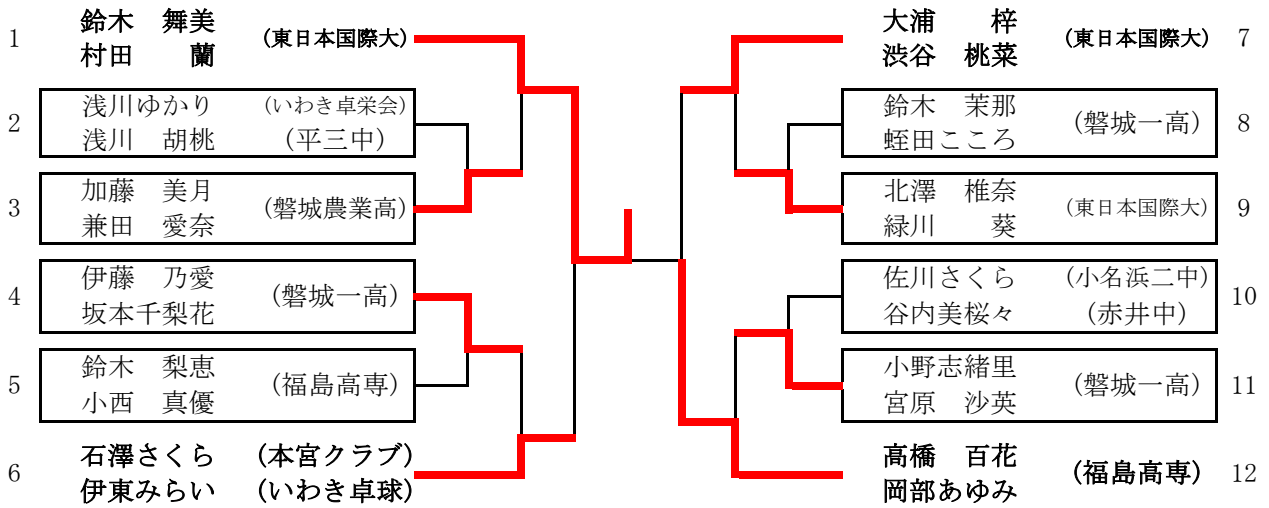 1 鈴木 舞美 (東日本国際大)
村田 蘭
2 浅川ゆかり (いわき卓栄会)
浅川 胡桃 (平三中)
3 加藤 美月 (磐城農業高)
兼田 愛奈
4 伊藤 乃愛 (磐城一高)
坂本千梨花
5 鈴木 梨恵 (福島高専)
小西 真優
6 石澤さくら (本宮クラブ)
伊東みらい (いわき卓球)
大浦 梓 (東日本国際大) 7
渋谷 桃菜
鈴木 茉那 (磐城一高) 8
蛭田こころ
北澤 椎奈 (東日本国際大) 9
緑川 葵
佐川さくら (小名浜二中) 10
谷内美桜々 (赤井中)
小野志緒里 (磐城一高) 11
宮原 沙英
高橋 百花 (福島高専) 12
岡部あゆみ